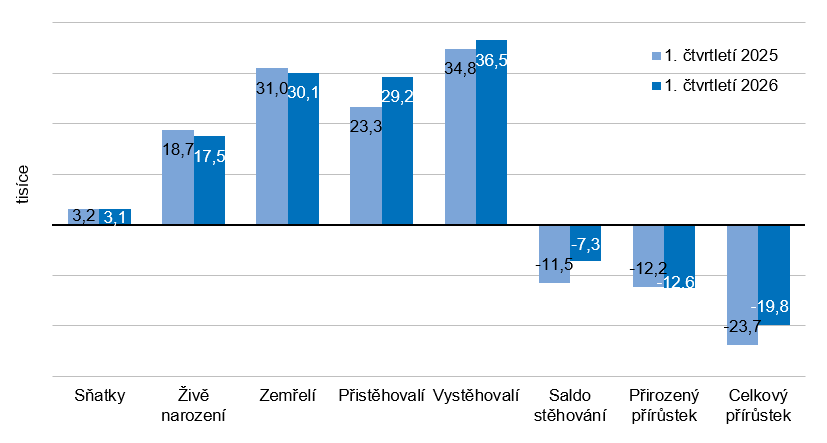 1. čtvrtletí 2025
1. čtvrtletí 2026
tisíce
3,2 3,1
18,7 17,5
31,0 30,1
23,3 29,2
34,8 36,5
-11,5 -7,3
-12,2 -12,6
-23,7 -19,8
Sňatky
Živě
narození
Zemřelí
Přistěhovalí
Vystěhovalí
Saldo
stěhování
Přirozený
přírůstek
Celkový
přírůstek